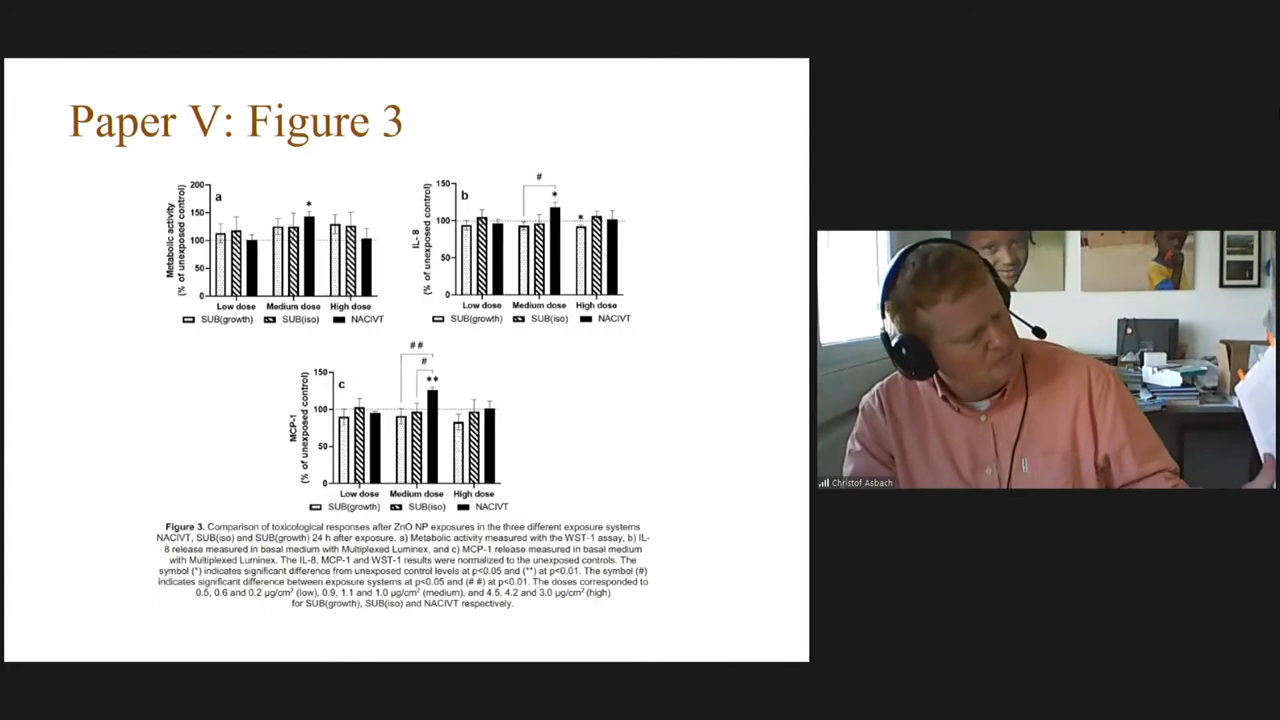 Paper V: Figure 3
200
150
100
50
0
Metabolic activity
(% of unexposed control)
a
*
Low dose Medium dose High dose
SUB(growth) SUB(iso) NACIVT
150
100
50
0
IL-8
(% of unexposed control)
b
#
*
*
Low dose Medium dose High dose
SUB(growth) SUB(iso) NACIVT
150
100
50
0
MCP-1
(% of unexposed control)
c
# #
#
**
Low dose Medium dose High dose
SUB(growth) SUB(iso) NACIVT
Figure 3. Comparison of toxicological responses after ZnO NP exposures in the three different exposure systems
NACIVT, SUB(iso) and SUB(growth) 24 h after exposure. a) Metabolic activity measured with the WST-1 assay, b) IL-
8 release measured in basal medium with Multiplexed Luminex, and c) MCP-1 release measured in basal medium
with Multiplexed Luminex. The IL-8, MCP-1 and WST-1 results were normalized to the unexposed controls. The
symbol (*) indicates significant difference from unexposed control levels at p<0.05 and (**) at p<0.01. The symbol (#)
indicates significant difference between exposure systems at p<0.05 and (# #) at p<0.01. The doses corresponded to
0.5, 0.6 and 0.2 µg/cm² (low), 0.9, 1.1 and 1.0 µg/cm² (medium), and 4.5, 4.2 and 3.0 µg/cm² (high)
for SUB(growth), SUB(iso) and NACIVT respectively.
Christof Asbach